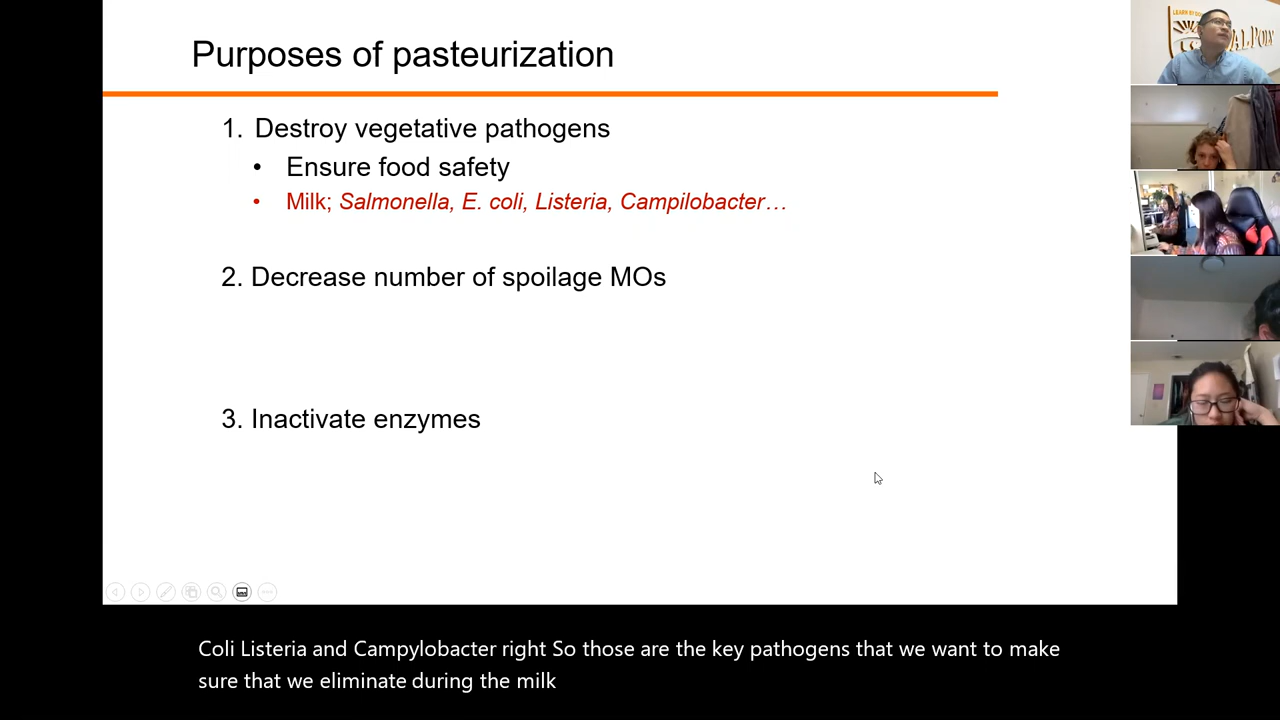 Purposes of pasteurization
1. Destroy vegetative pathogens
• Ensure food safety
• Milk; Salmonella, E. coli, Listeria, Campilobacter…
2. Decrease number of spoilage MOs
3. Inactivate enzymes
Coli Listeria and Campylobacter right So those are the key pathogens that we want to make
sure that we eliminate during the milk